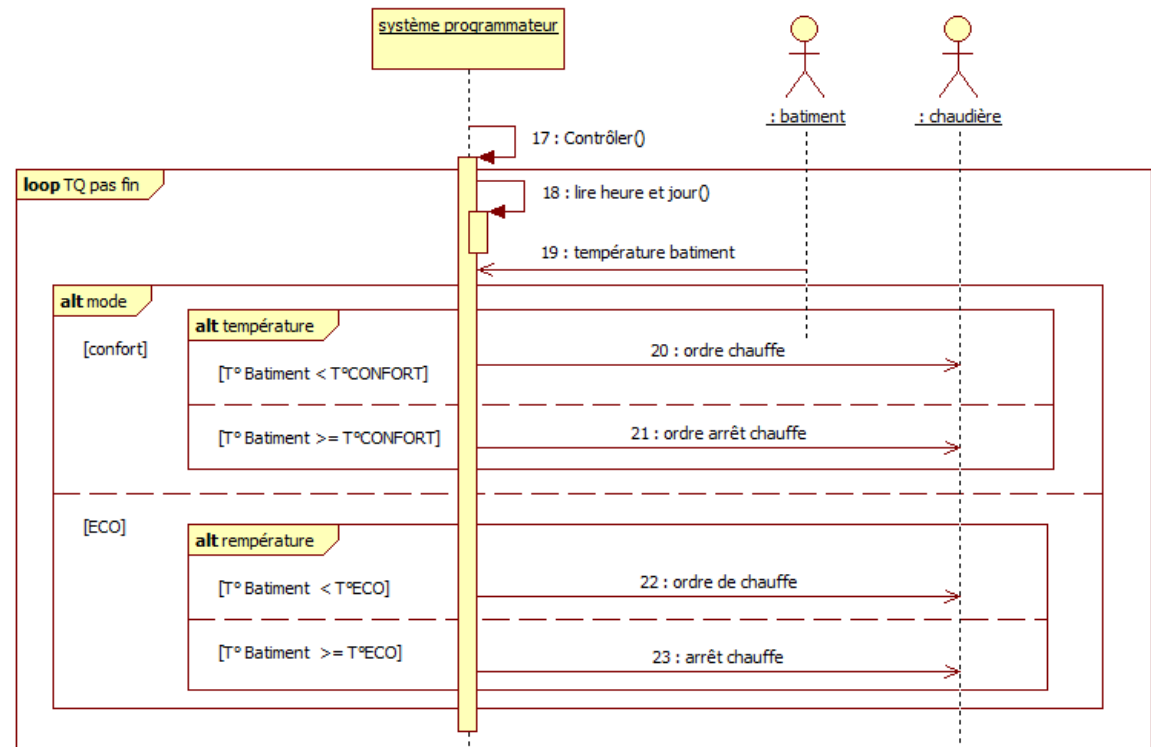 système programmateur
: batiment
: chaudière
17 : Contrôler()
loop TQ pas fin
18 : lire heure et jour()
19 : température batiment
alt mode
[confort]
alt température
[T° Batiment < T°CONFORT]
20 : ordre chauffe
[T° Batiment >= T°CONFORT]
21 : ordre arrêt chauffe
[ECO]
alt rempérature
[T° Batiment < T°ECO]
22 : ordre de chauffe
[T° Batiment >= T°ECO]
23 : arrêt chauffe